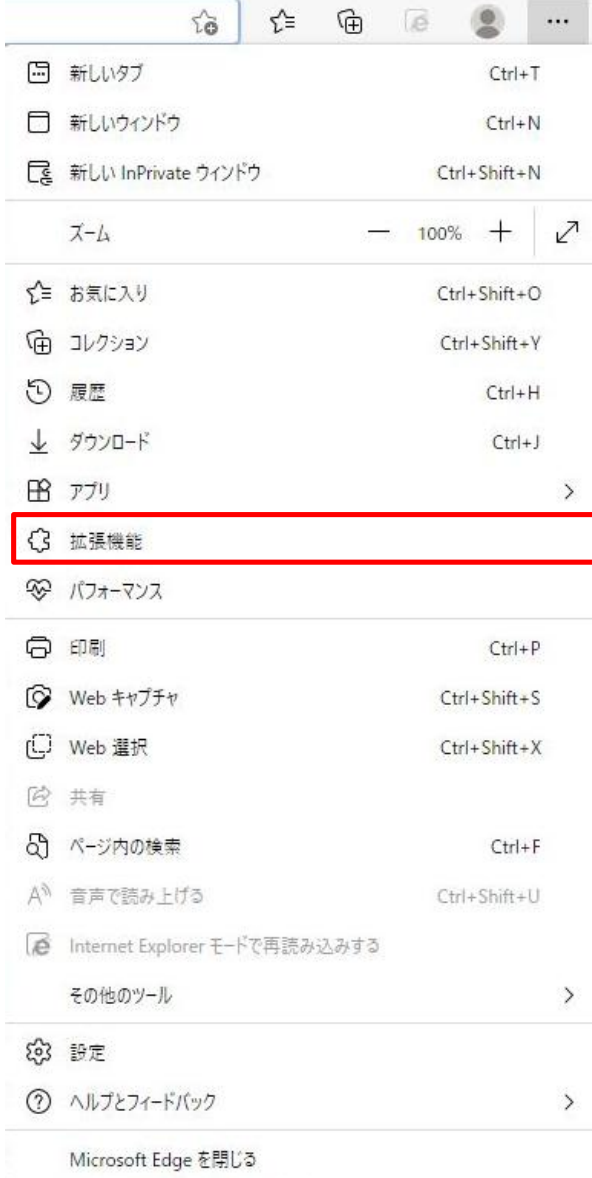 新しいタブ Ctrl+T
新しいウィンドウ Ctrl+N
新しい InPrivate ウィンドウ Ctrl+Shift+N
ズーム — 100% +
お気に入り Ctrl+Shift+O
コレクション Ctrl+Shift+Y
履歴 Ctrl+H
ダウンロード Ctrl+J
アプリ
拡張機能
パフォーマンス
印刷 Ctrl+P
Web キャプチャ Ctrl+Shift+S
Web 選択 Ctrl+Shift+X
共有
ページ内の検索 Ctrl+F
音声で読み上げる Ctrl+Shift+U
Internet Explorer モードで再読み込みする
その他のツール
設定
ヘルプとフィードバック
Microsoft Edge を閉じる